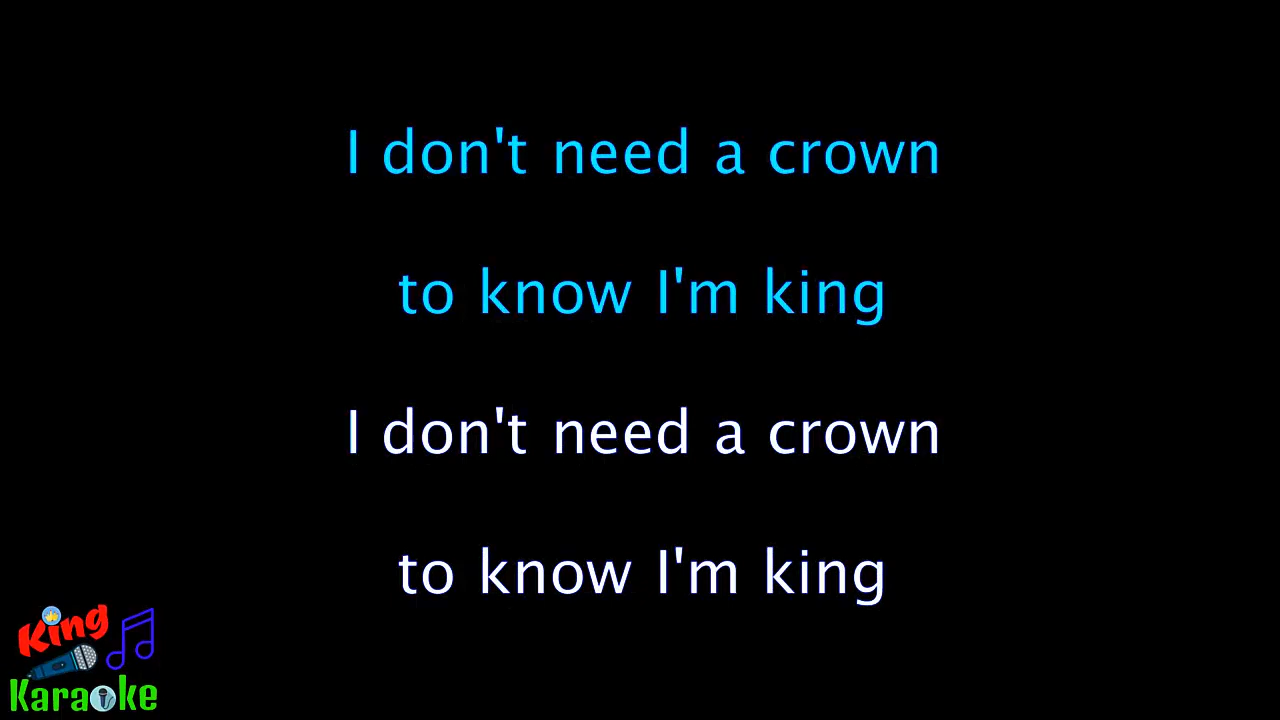 I don't need a crown
to know I'm king
I don't need a crown
to know I'm king
King
Karaoke